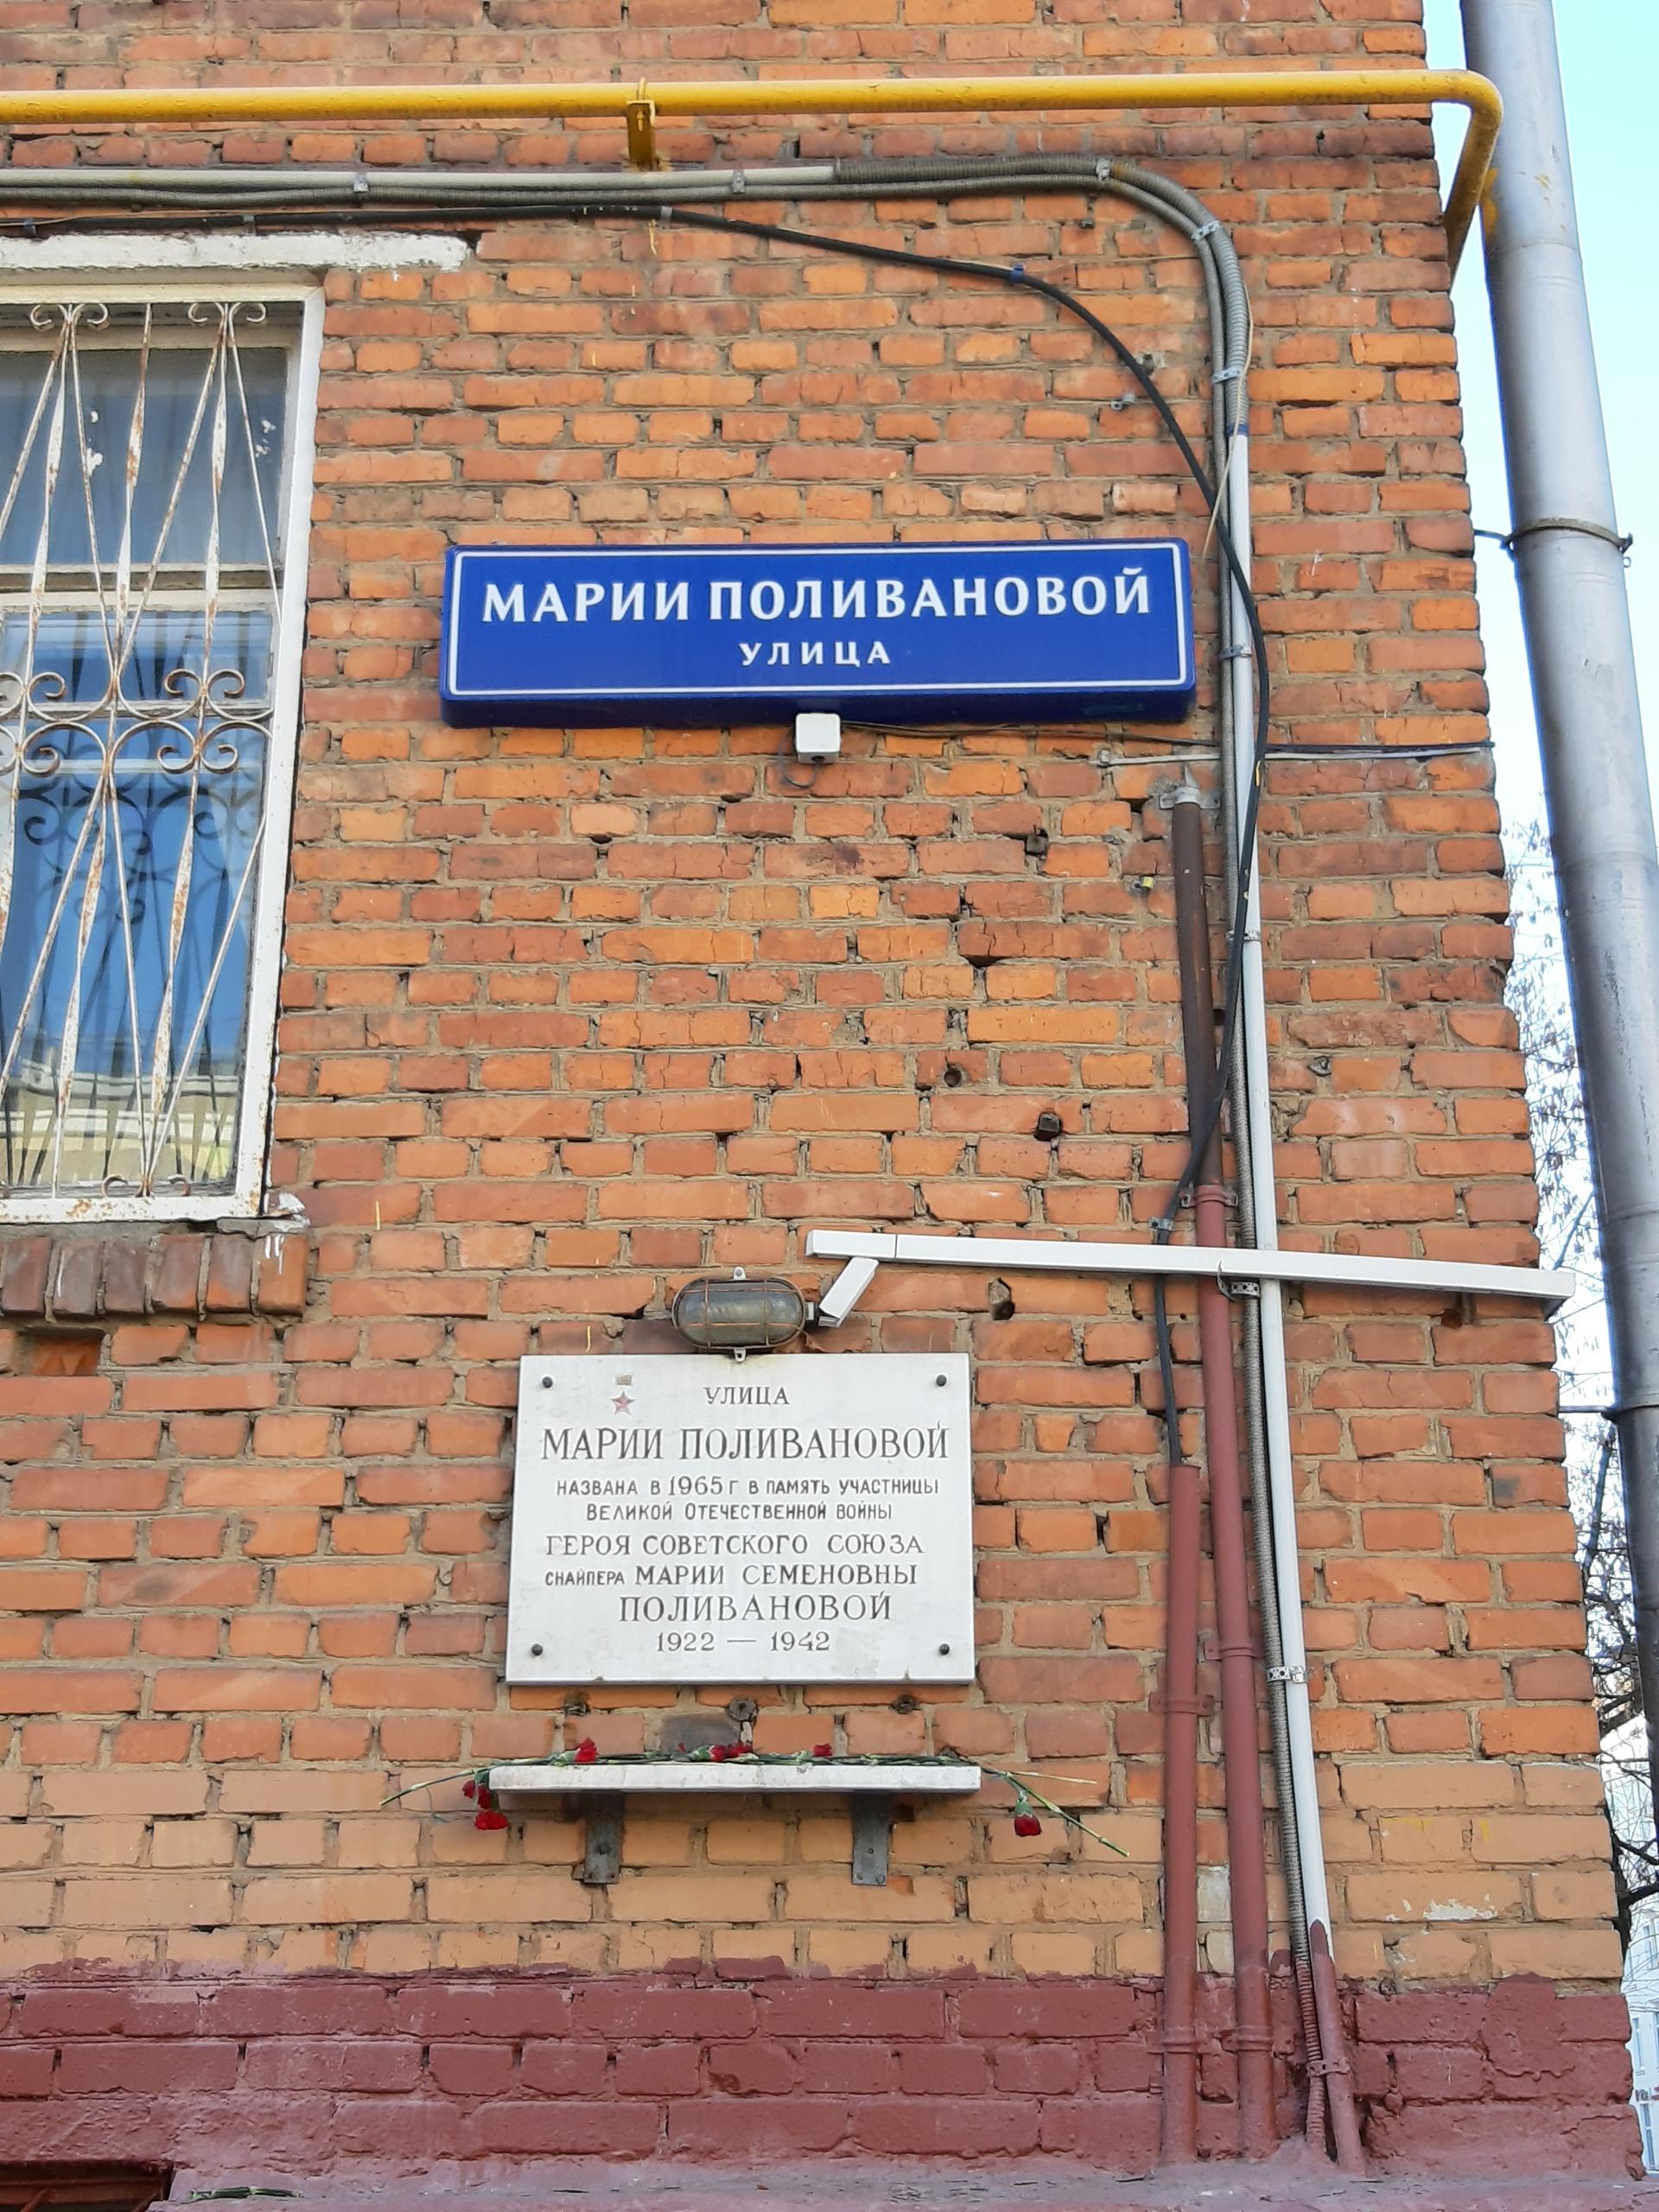 МАРИИ ПОЛИВАНОВОЙ
УЛИЦА
УЛИЦА
МАРИИ ПОЛИВАНОВОЙ
НАЗВАНА В 1965 Г В ПАМЯТЬ УЧАСТНИЦЫ
ВЕЛИКОЙ ОТЕЧЕСТВЕННОЙ ВОЙНЫ
ГЕРОЯ СОВЕТСКОГО СОЮЗА
СНАЙПЕРА МАРИИ СЕМЕНОВНЫ
ПОЛИВАНОВОЙ
1922 — 1942